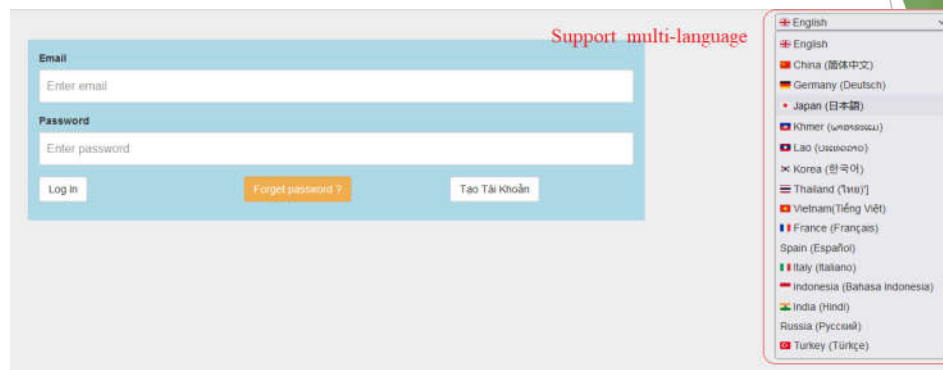 Support multi-language
Email
Enter email
Password
Enter password
Log in
Forget password ?
Tạo Tài Khoản
English
English
China (简体中文)
Germany (Deutsch)
Japan (日本語)
Khmer
Lao
Korea (한국어)
Thailand (ไทย)']
Vietnam(Tiếng Việt)
France (Français)
Spain (Español)
Italy (Italiano)
Indonesia (Bahasa Indonesia)
India (Hindi)
Russia (Русский)
Turkey (Türkçe)